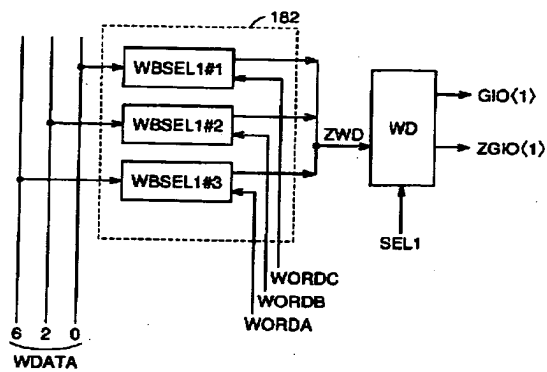 182
WBSEL1#1
WBSEL1#2
WBSEL1#3
ZWD
WD
GIO⟨1⟩
ZGIO⟨1⟩
SEL1
WORDC
WORDB
WORDA
6 2 0
WDATA